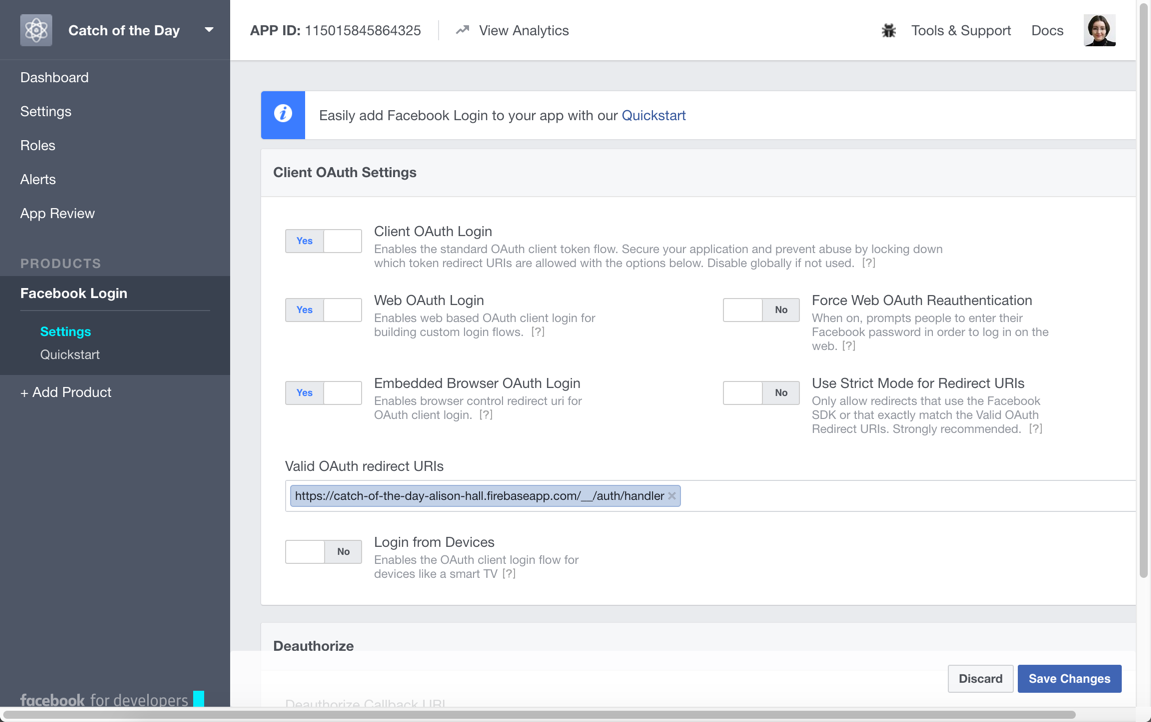 Catch of the Day
APP ID: 115015845864325
View Analytics
Tools & Support
Docs
Dashboard
Settings
Roles
Alerts
App Review
PRODUCTS
Facebook Login
Settings
Quickstart
+ Add Product
facebook for developers
i
Easily add Facebook Login to your app with our Quickstart
Client OAuth Settings
Yes
Client OAuth Login
Enables the standard OAuth client token flow. Secure your application and prevent abuse by locking down
which token redirect URIs are allowed with the options below. Disable globally if not used. [?]
Yes
Web OAuth Login
Enables web based OAuth client login for
building custom login flows. [?]
No
Force Web OAuth Reauthentication
When on, prompts people to enter their
Facebook password in order to log in on the
web. [?]
Yes
Embedded Browser OAuth Login
Enables browser control redirect uri for
OAuth client login. [?]
No
Use Strict Mode for Redirect URIs
Only allow redirects that use the Facebook
SDK or that exactly match the Valid OAuth
Redirect URIs. Strongly recommended. [?]
Valid OAuth redirect URIs
https://catch-of-the-day-alison-hall.firebaseapp.com/__/auth/handler ×
No
Login from Devices
Enables the OAuth client login flow for
devices like a smart TV [?]
Deauthorize
Deauthorize Callback URL
Discard
Save Changes